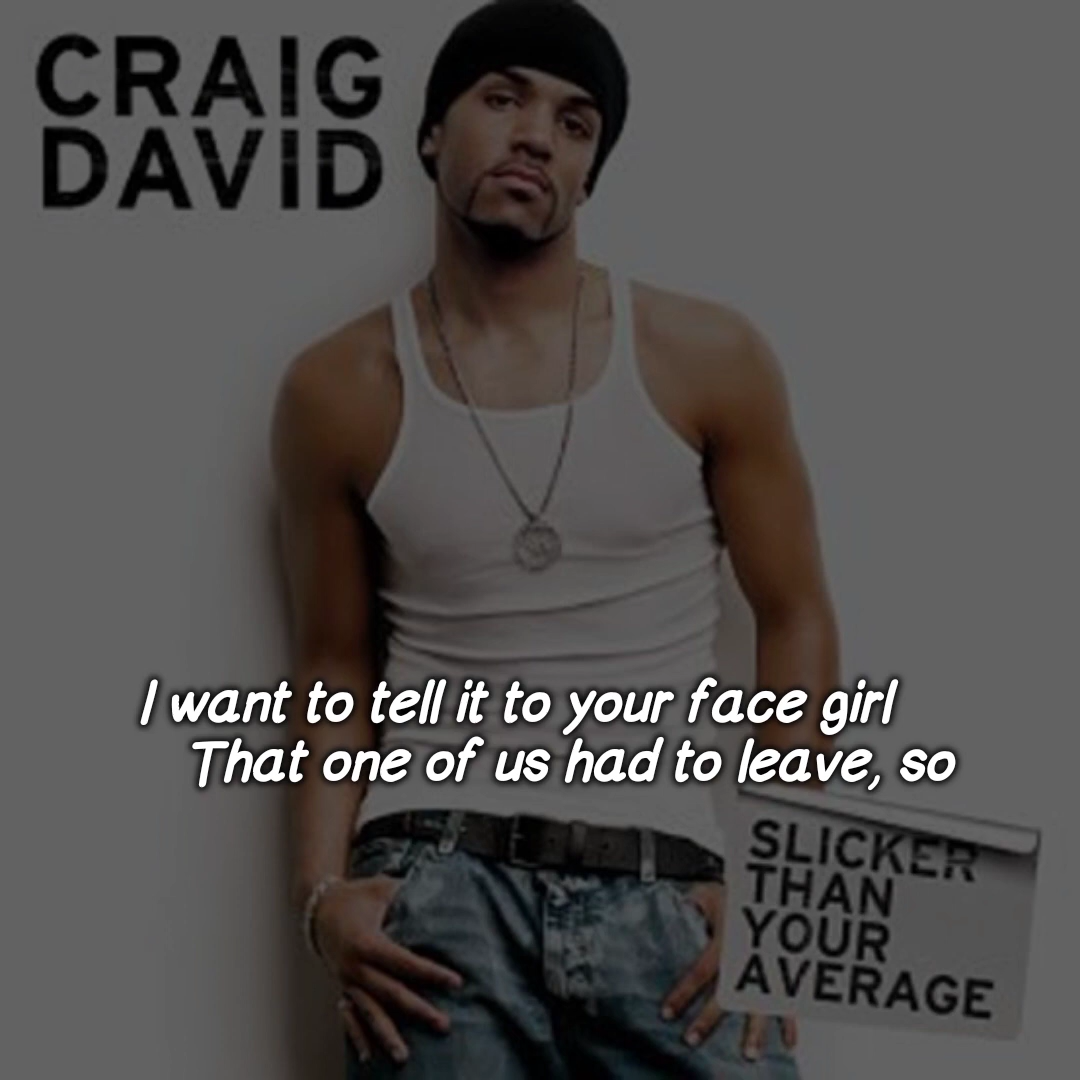 CRAIG
DAVID
I want to tell it to your face girl
That one of us had to leave, so
SLICKER
THAN
YOUR
AVERAGE